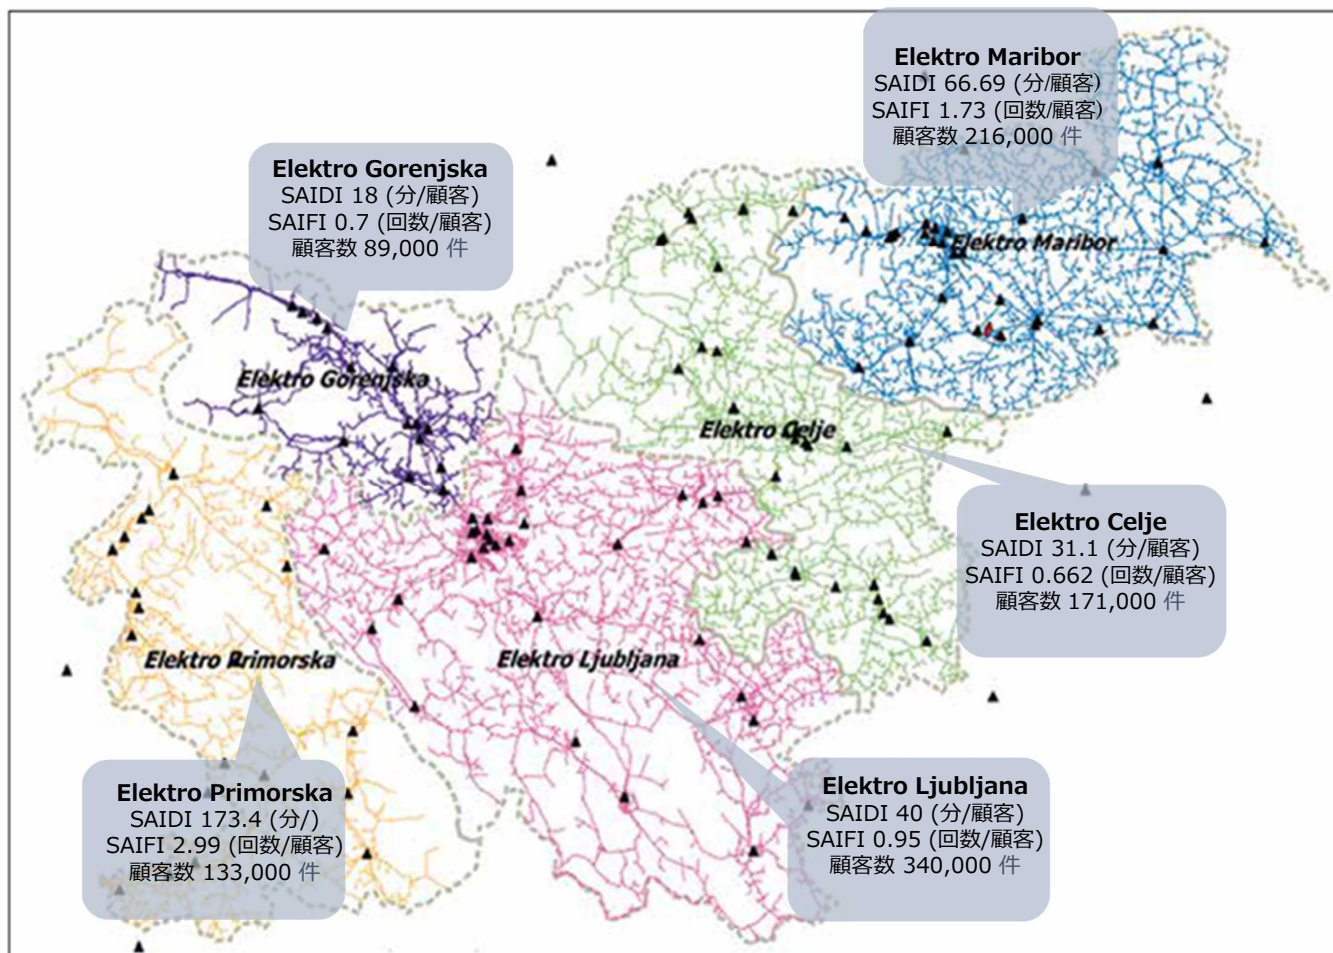 Elektro Maribor
SAIDI 66.69 (分/顧客)
SAIFI 1.73 (回数/顧客)
顧客数 216,000 件
Elektro Gorenjska
SAIDI 18 (分/顧客)
SAIFI 0.7 (回数/顧客)
顧客数 89,000 件
Elektro Maribor
Elektro Gorenjska
Elektro Celje
Elektro Celje
SAIDI 31.1 (分/顧客)
SAIFI 0.662 (回数/顧客)
顧客数 171,000 件
Elektro Primorska
Elektro Ljubljana
Elektro Primorska
SAIDI 173.4 (分/)
SAIFI 2.99 (回数/顧客)
顧客数 133,000 件
Elektro Ljubljana
SAIDI 40 (分/顧客)
SAIFI 0.95 (回数/顧客)
顧客数 340,000 件